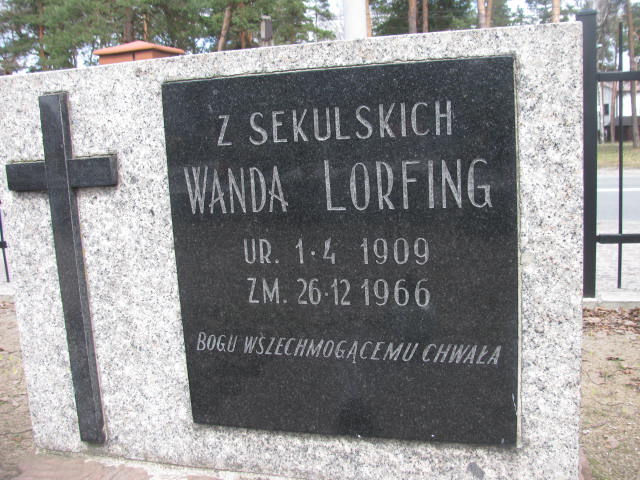 Z SEKULSKICH
WANDA LORFING
UR. 1·4 1909
ZM. 26·12 1966
BOGU WSZECHMOGĄCEMU CHWAŁA